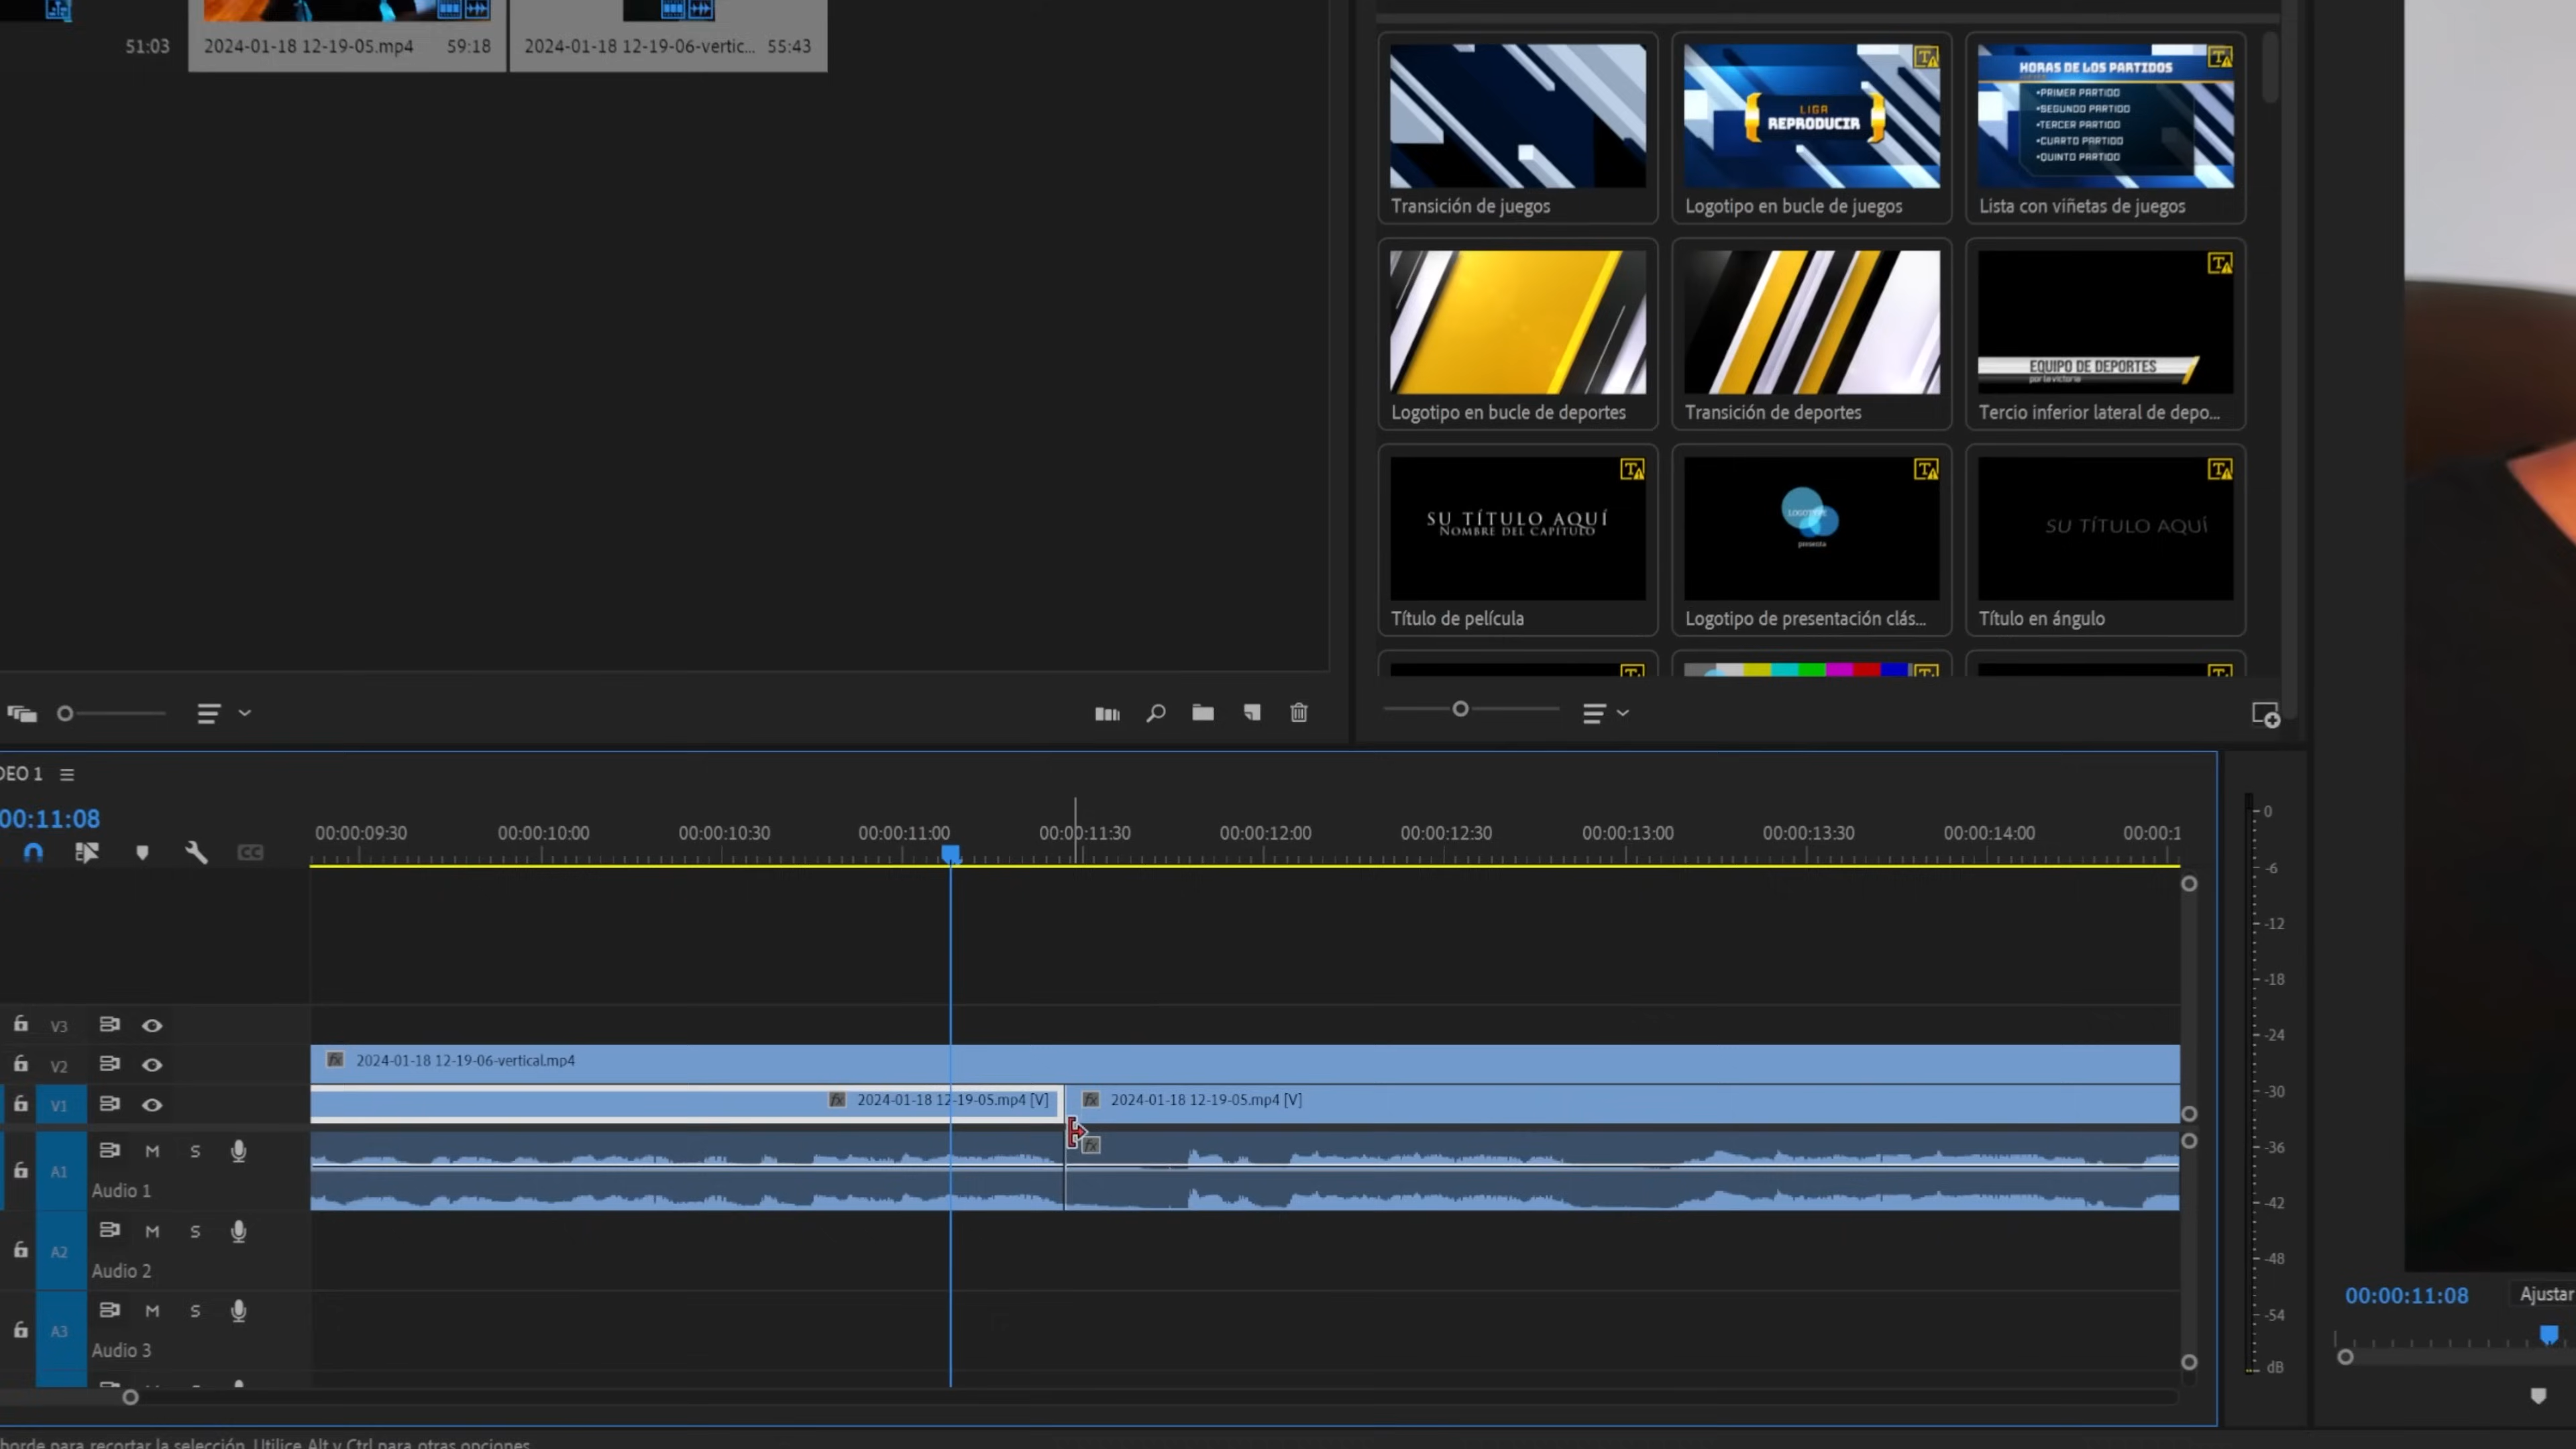 51:03
2024-01-18 12-19-05.mp4 59:18
2024-01-18 12-19-06-vertic... 55:43
Transición de juegos
LIGA
REPRODUCIR
Logotipo en bucle de juegos
HORAS DE LOS PARTIDOS
•PRIMER PARTIDO
•SEGUNDO PARTIDO
•TERCER PARTIDO
•CUARTO PARTIDO
•QUINTO PARTIDO
Lista con viñetas de juegos
Logotipo en bucle de deportes
Transición de deportes
EQUIPO DE DEPORTES
por la victoria
Tercio inferior lateral de depo...
SU TÍTULO AQUÍ
NOMBRE DEL CAPÍTULO
Título de película
presenta
Logotipo de presentación clás...
SU TÍTULO AQUÍ
Título en ángulo
DEO 1
00:11:08
CC
00:00:09:30 00:00:10:00 00:00:10:30 00:00:11:00 00:00:11:30 00:00:12:00 00:00:12:30 00:00:13:00 00:00:13:30 00:00:14:00 00:00:1
V3
V2
fx 2024-01-18 12-19-06-vertical.mp4
V1
fx 2024-01-18 12-19-05.mp4 [V]
fx 2024-01-18 12-19-05.mp4 [V]
fx
A1 M S
Audio 1
A2 M S
Audio 2
A3 M S
Audio 3
0
-6
-12
-18
-24
-30
-36
-42
-48
-54
dB
00:00:11:08 Ajustar
borde para recortar la selección. Utilice Alt y Ctrl para otras opciones.